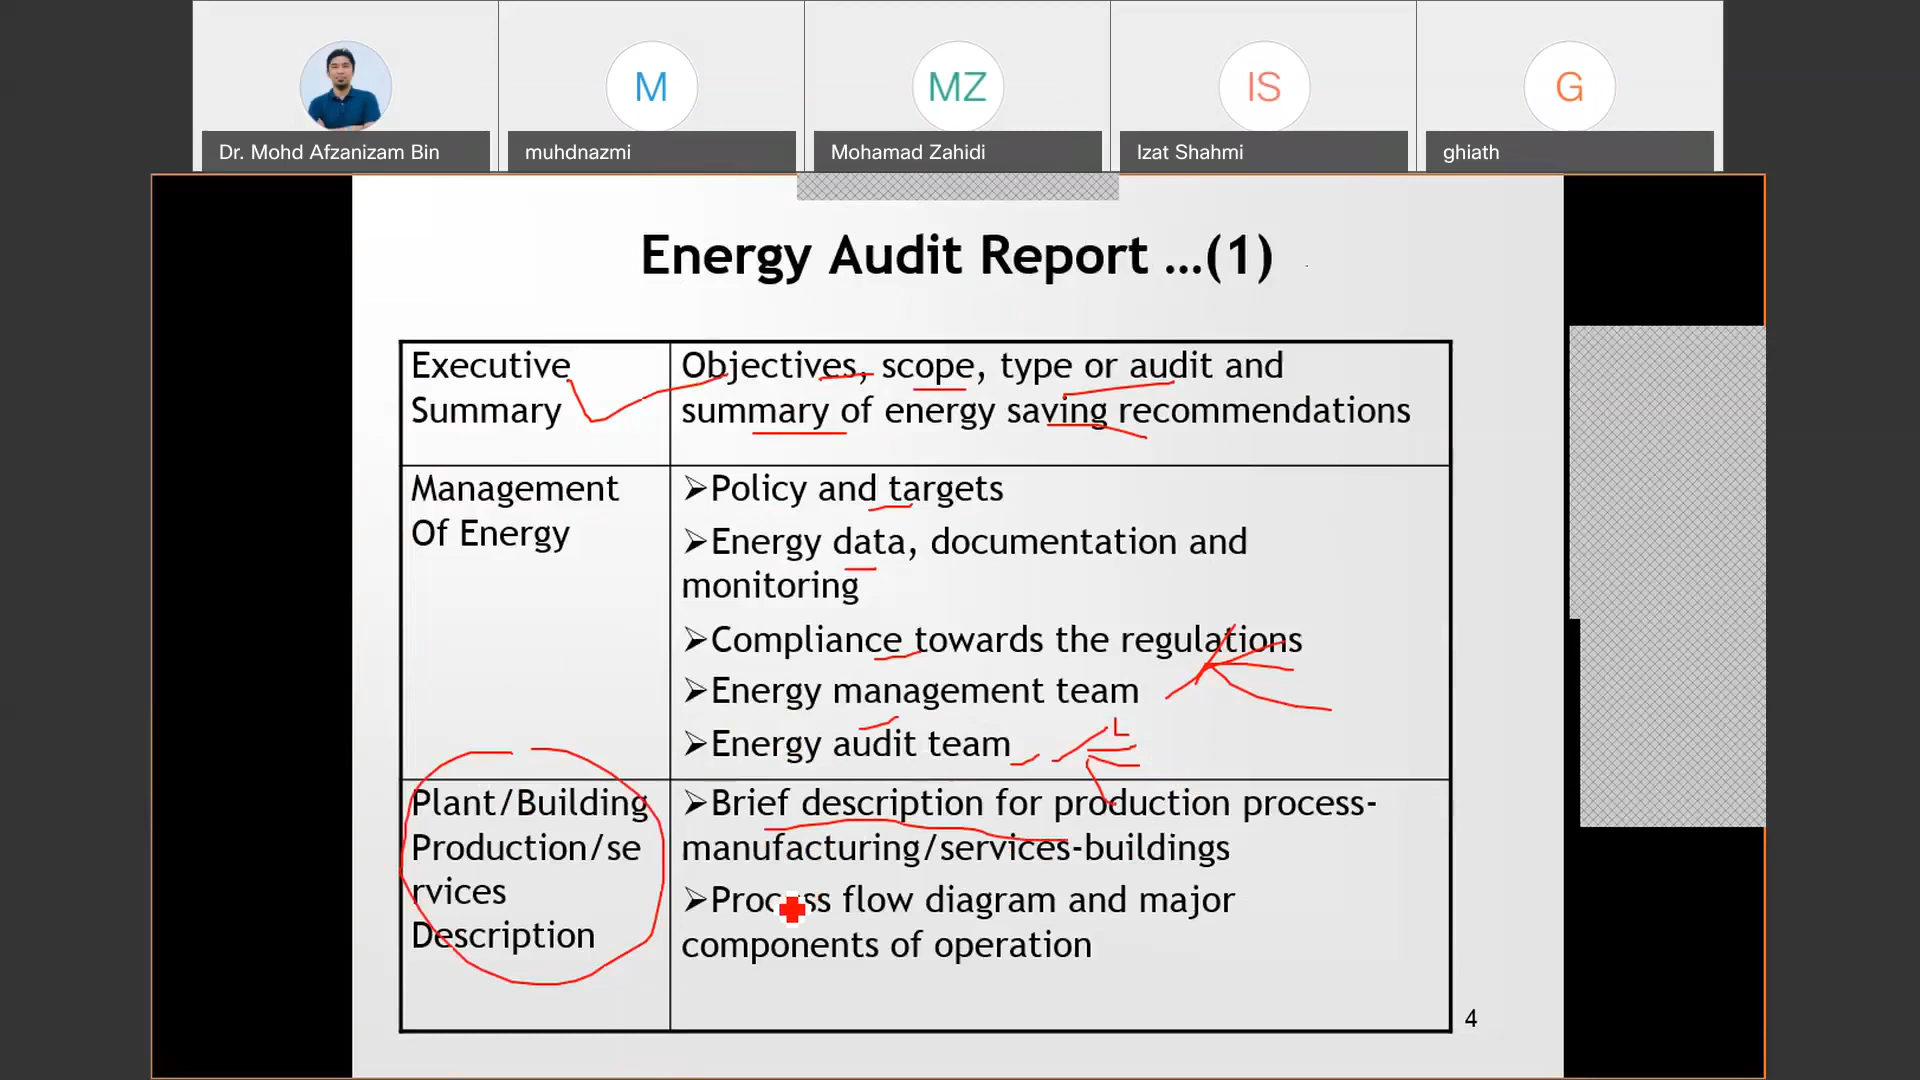 M
MZ
IS
G
Dr. Mohd Afzanizam Bin
muhdnazmi
Mohamad Zahidi
Izat Shahmi
ghiath
Energy Audit Report ...(1)
Executive
Summary
Objectives, scope, type or audit and
summary of energy saving recommendations
Management
Of Energy
➢Policy and targets
➢Energy data, documentation and
monitoring
➢Compliance towards the regulations
➢Energy management team
➢Energy audit team
Plant/Building
Production/se
rvices
Description
➢Brief description for production process-
manufacturing/services-buildings
➢Process flow diagram and major
components of operation
4